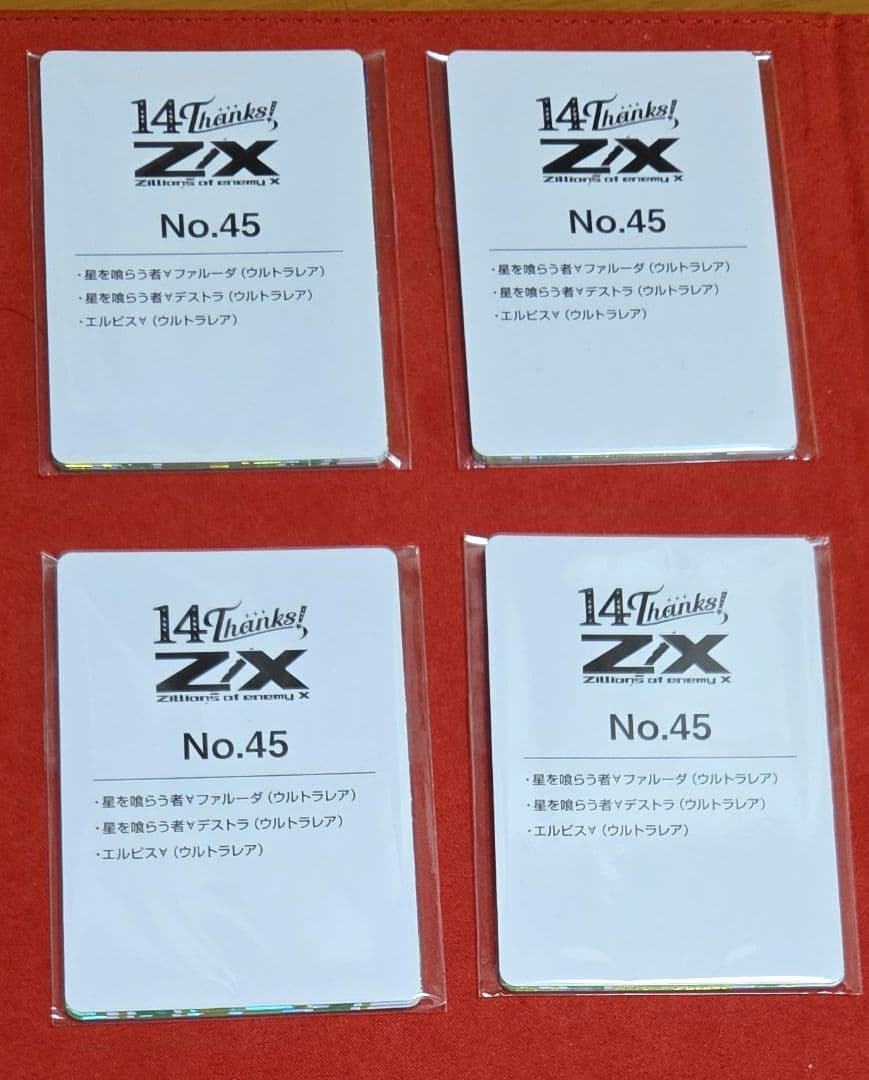 14 Thanks!
Z/X
Zillions of enemy X
No.45
・星を喰らう者∀ファルーダ（ウルトラレア）
・星を喰らう者∀デストラ（ウルトラレア）
・エルピス∀（ウルトラレア）
14 Thanks!
Z/X
Zillions of enemy X
No.45
・星を喰らう者∀ファルーダ（ウルトラレア）
・星を喰らう者∀デストラ（ウルトラレア）
・エルピス∀（ウルトラレア）
14 Thanks!
Z/X
Zillions of enemy X
No.45
・星を喰らう者∀ファルーダ（ウルトラレア）
・星を喰らう者∀デストラ（ウルトラレア）
・エルピス∀（ウルトラレア）
14 Thanks!
Z/X
Zillions of enemy X
No.45
・星を喰らう者∀ファルーダ（ウルトラレア）
・星を喰らう者∀デストラ（ウルトラレア）
・エルピス∀（ウルトラレア）